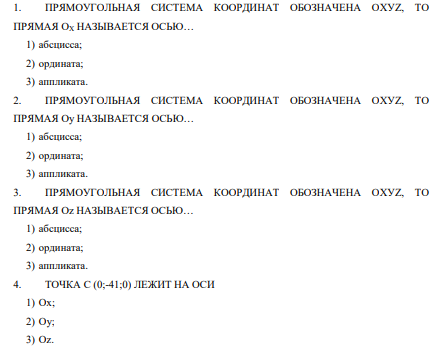 1. ПРЯМОУГОЛЬНАЯ СИСТЕМА КООРДИНАТ ОБОЗНАЧЕНА OXYZ, ТО
ПРЯМАЯ Ox НАЗЫВАЕТСЯ ОСЬЮ…
1) абсцисса;
2) ордината;
3) аппликата.
2. ПРЯМОУГОЛЬНАЯ СИСТЕМА КООРДИНАТ ОБОЗНАЧЕНА OXYZ, ТО
ПРЯМАЯ Oy НАЗЫВАЕТСЯ ОСЬЮ…
1) абсцисса;
2) ордината;
3) аппликата.
3. ПРЯМОУГОЛЬНАЯ СИСТЕМА КООРДИНАТ ОБОЗНАЧЕНА OXYZ, ТО
ПРЯМАЯ Oz НАЗЫВАЕТСЯ ОСЬЮ…
1) абсцисса;
2) ордината;
3) аппликата.
4. ТОЧКА С (0;-41;0) ЛЕЖИТ НА ОСИ
1) Ox;
2) Oy;
3) Oz.